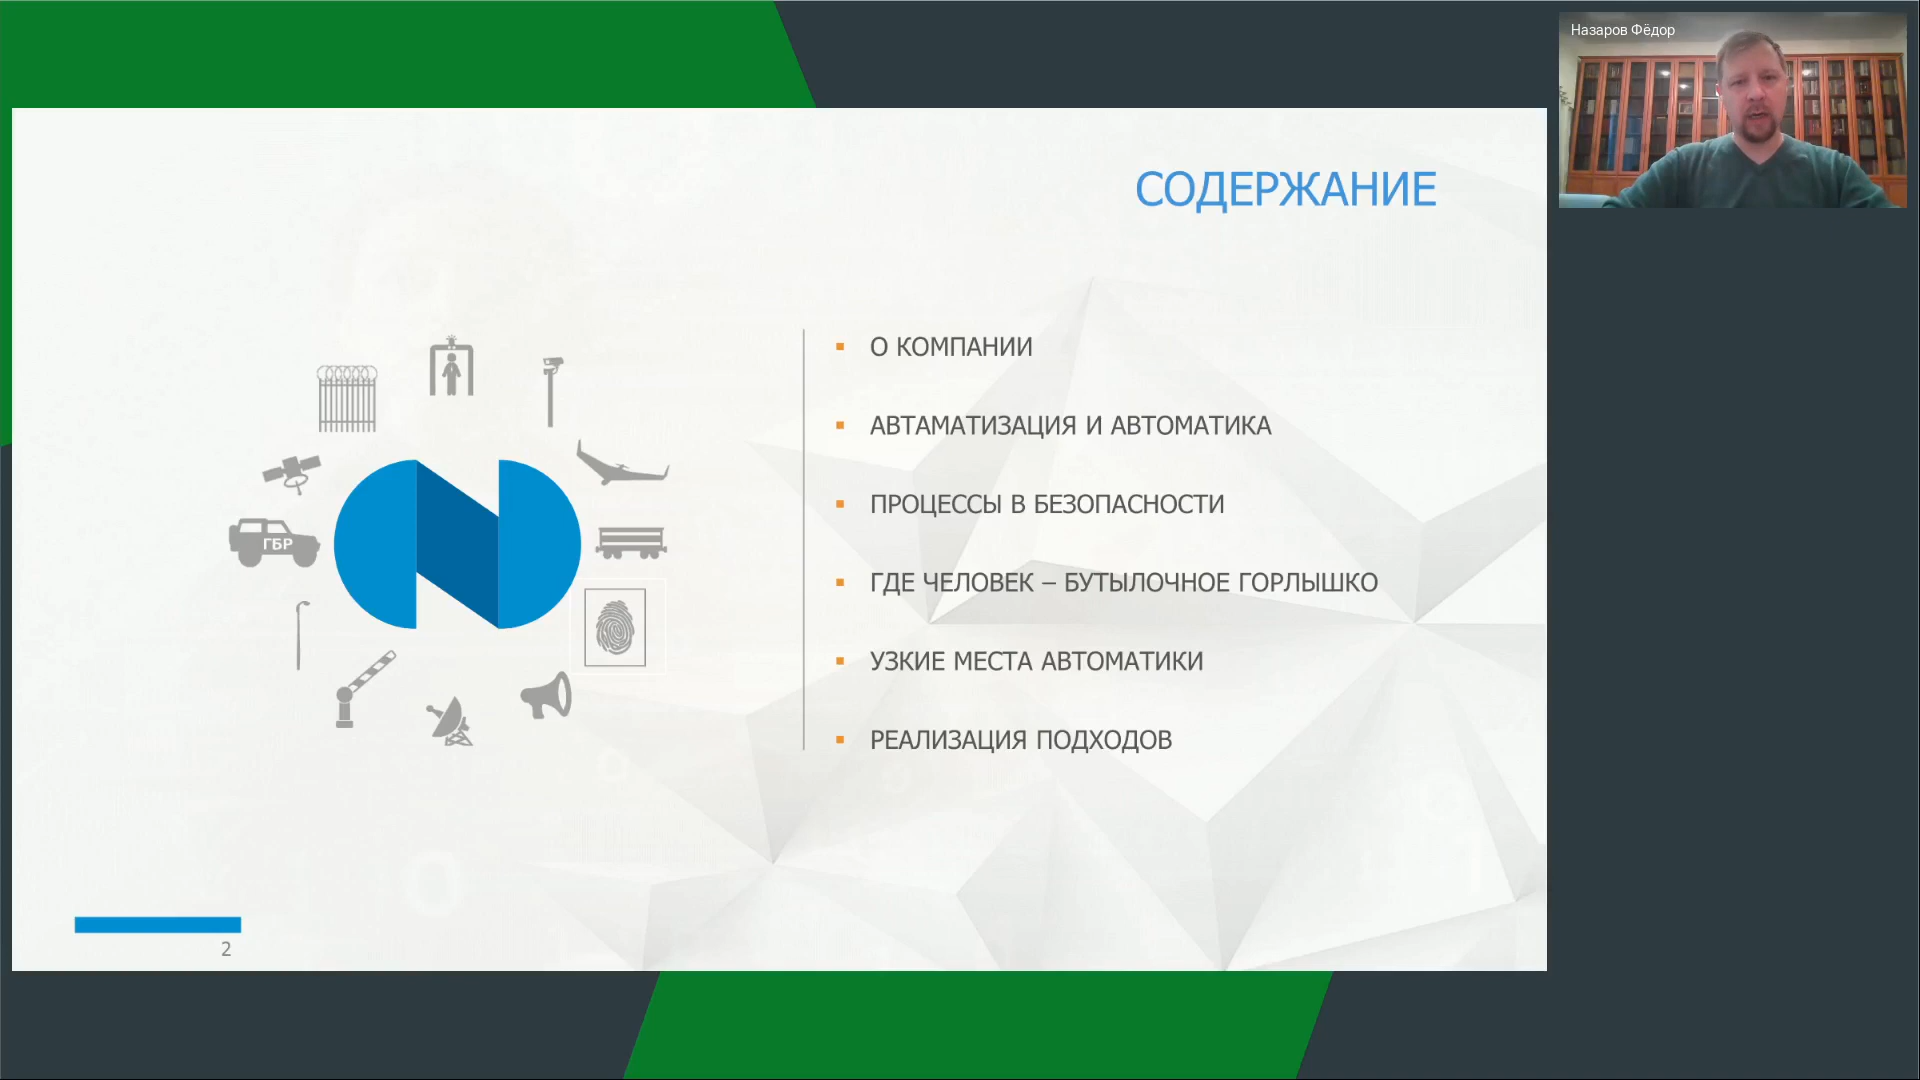 Назаров Фёдор
СОДЕРЖАНИЕ
О КОМПАНИИ
АВТАМАТИЗАЦИЯ И АВТОМАТИКА
ПРОЦЕССЫ В БЕЗОПАСНОСТИ
ГДЕ ЧЕЛОВЕК – БУТЫЛОЧНОЕ ГОРЛЫШКО
УЗКИЕ МЕСТА АВТОМАТИКИ
РЕАЛИЗАЦИЯ ПОДХОДОВ
ГБР
2